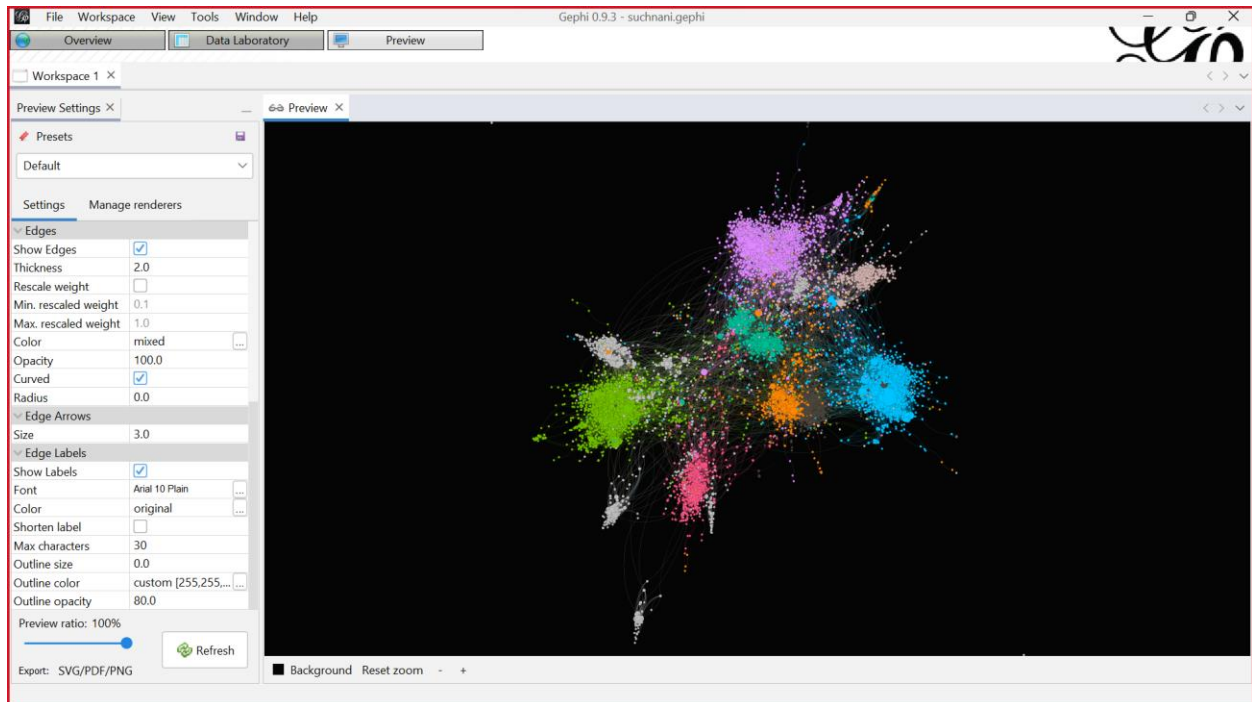 File Workspace View Tools Window Help Gephi 0.9.3 - suchnani.gephi
Overview Data Laboratory Preview
Workspace 1
Preview Settings Preview
Presets
Default
Settings Manage renderers
Edges
Show Edges
Thickness 2.0
Rescale weight
Min. rescaled weight 0.1
Max. rescaled weight 1.0
Color mixed ...
Opacity 100.0
Curved
Radius 0.0
Edge Arrows
Size 3.0
Edge Labels
Show Labels
Font Arial 10 Plain ...
Color original ...
Shorten label
Max characters 30
Outline size 0.0
Outline color custom [255,255,... ...
Outline opacity 80.0
Preview ratio: 100%
Refresh
Export: SVG/PDF/PNG Background Reset zoom - +